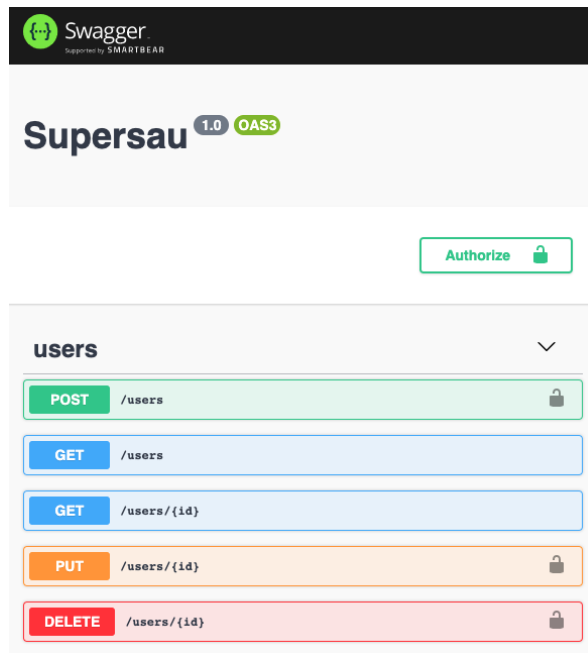 {···} Swagger.
Supported by SMARTBEAR
Supersau 1.0 OAS3
Authorize
users
POST /users
GET /users
GET /users/{id}
PUT /users/{id}
DELETE /users/{id}